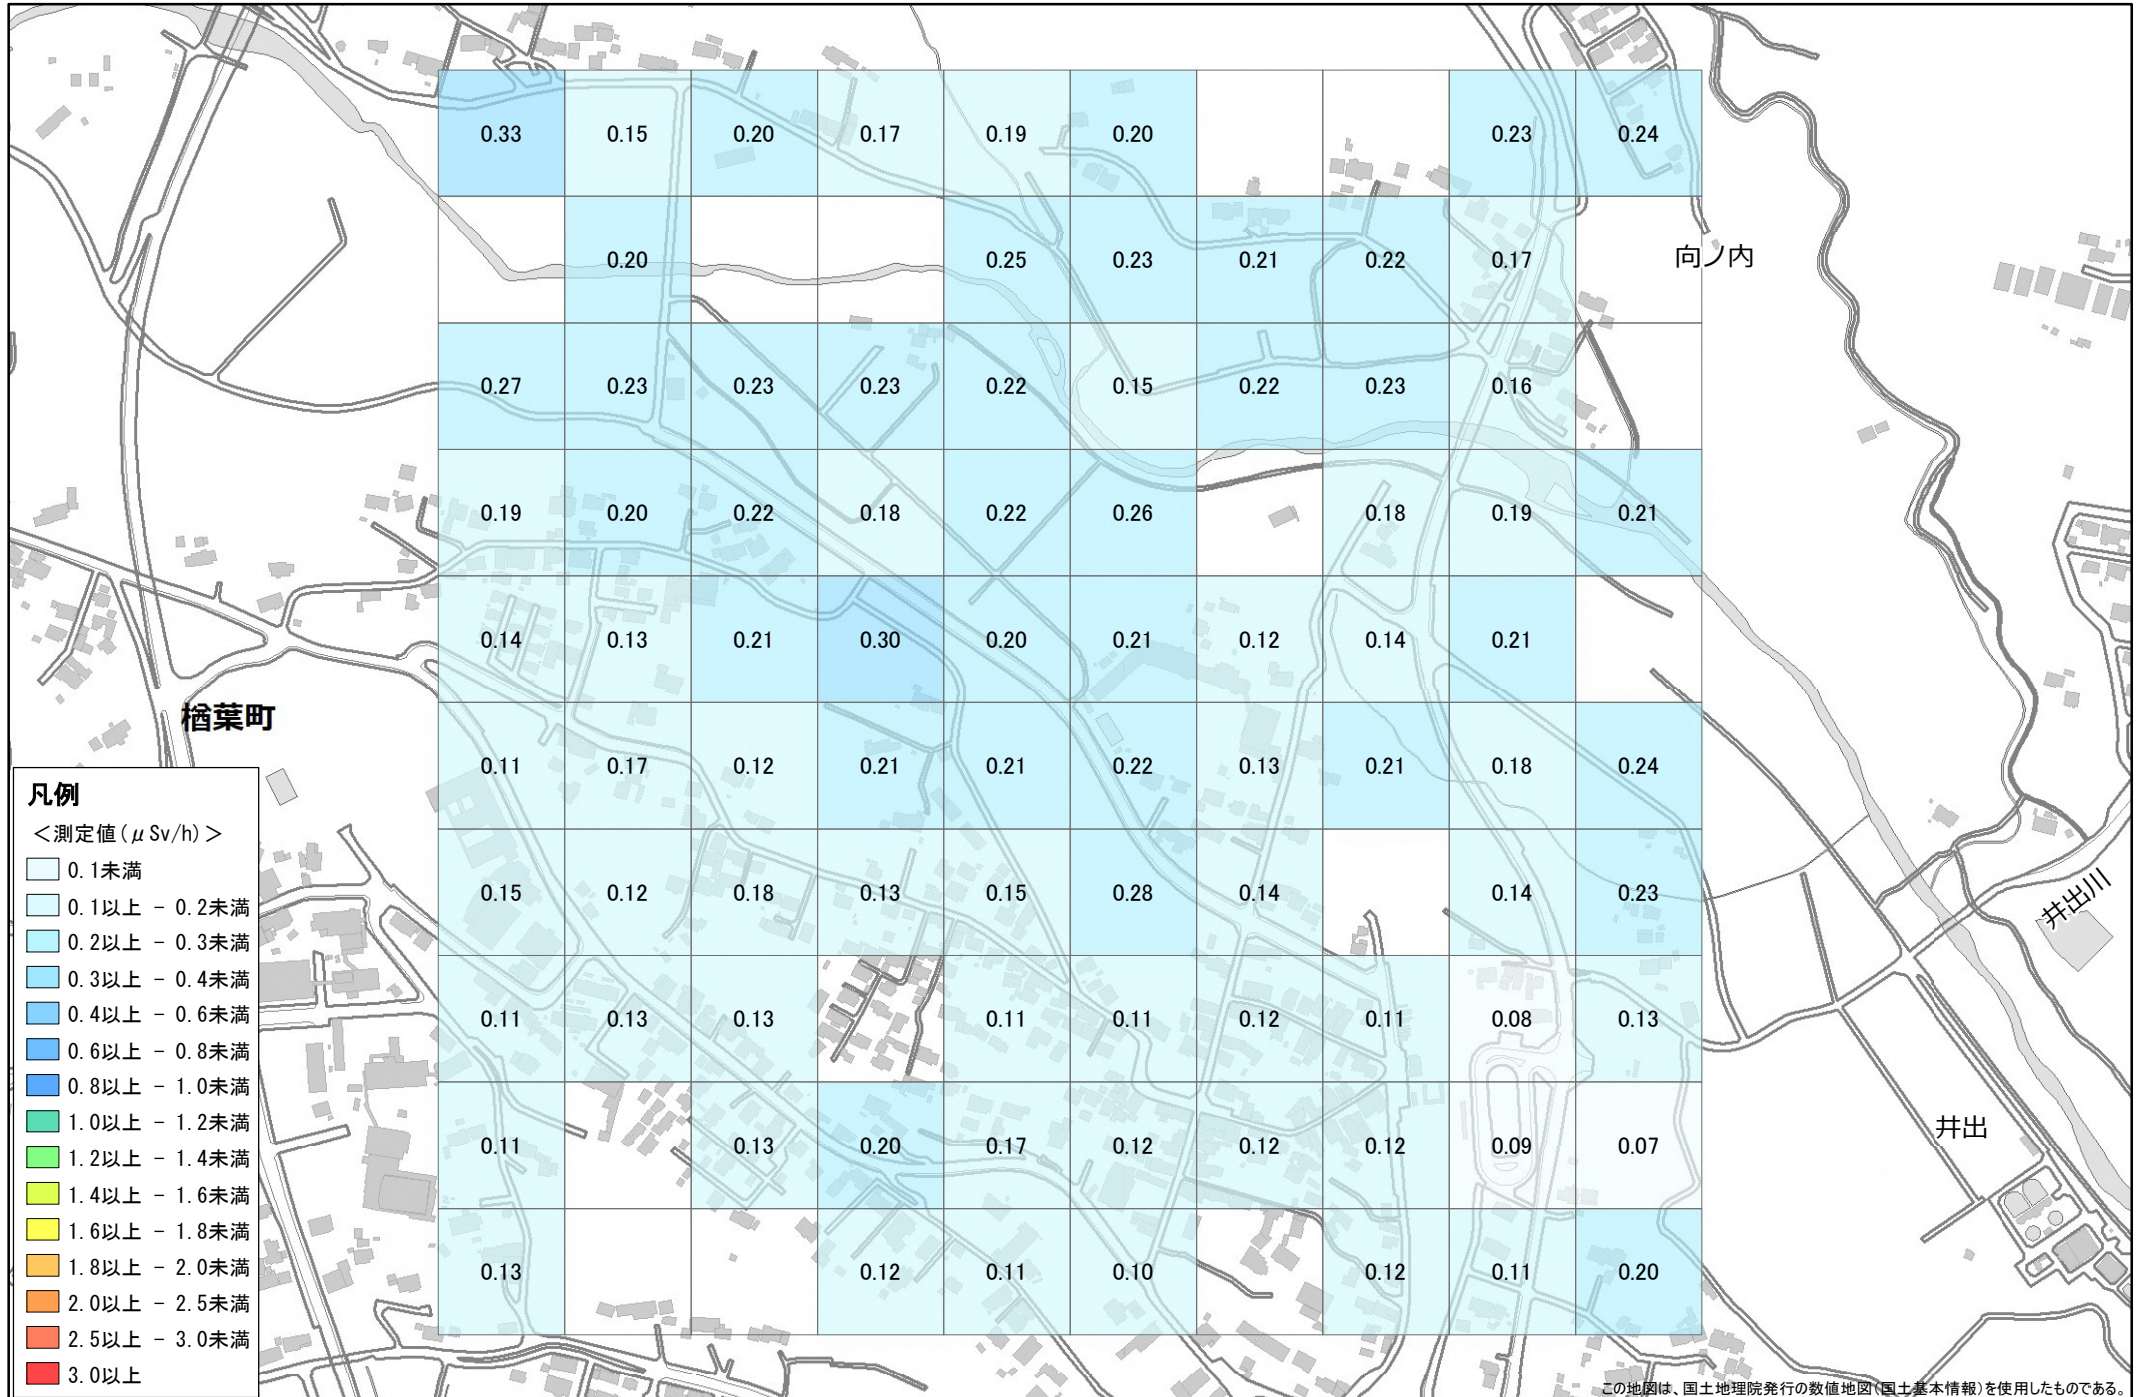 0.33 0.15 0.20 0.17 0.19 0.20 0.23 0.24
0.20 0.25 0.23 0.21 0.22 0.17
向ノ内
0.27 0.23 0.23 0.23 0.22 0.15 0.22 0.23 0.16
0.19 0.20 0.22 0.18 0.22 0.26 0.18 0.19 0.21
0.14 0.13 0.21 0.30 0.20 0.21 0.12 0.14 0.21
楢葉町
0.11 0.17 0.12 0.21 0.21 0.22 0.13 0.21 0.18 0.24
0.15 0.12 0.18 0.13 0.15 0.28 0.14 0.14 0.23
井出川
0.11 0.13 0.13 0.11 0.11 0.12 0.11 0.08 0.13
0.11 0.13 0.20 0.17 0.12 0.12 0.12 0.09 0.07
井出
0.13 0.12 0.11 0.10 0.12 0.11 0.20
凡例
＜測定値(μSv/h)＞
0.1未満
0.1以上 － 0.2未満
0.2以上 － 0.3未満
0.3以上 － 0.4未満
0.4以上 － 0.6未満
0.6以上 － 0.8未満
0.8以上 － 1.0未満
1.0以上 － 1.2未満
1.2以上 － 1.4未満
1.4以上 － 1.6未満
1.6以上 － 1.8未満
1.8以上 － 2.0未満
2.0以上 － 2.5未満
2.5以上 － 3.0未満
3.0以上
この地図は、国土地理院発行の数値地図(国土基本情報)を使用したものである。